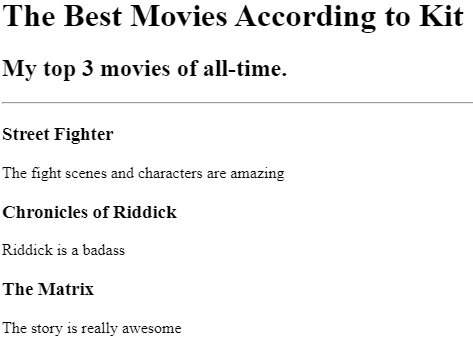 The Best Movies According to Kit
My top 3 movies of all-time.
Street Fighter
The fight scenes and characters are amazing
Chronicles of Riddick
Riddick is a badass
The Matrix
The story is really awesome